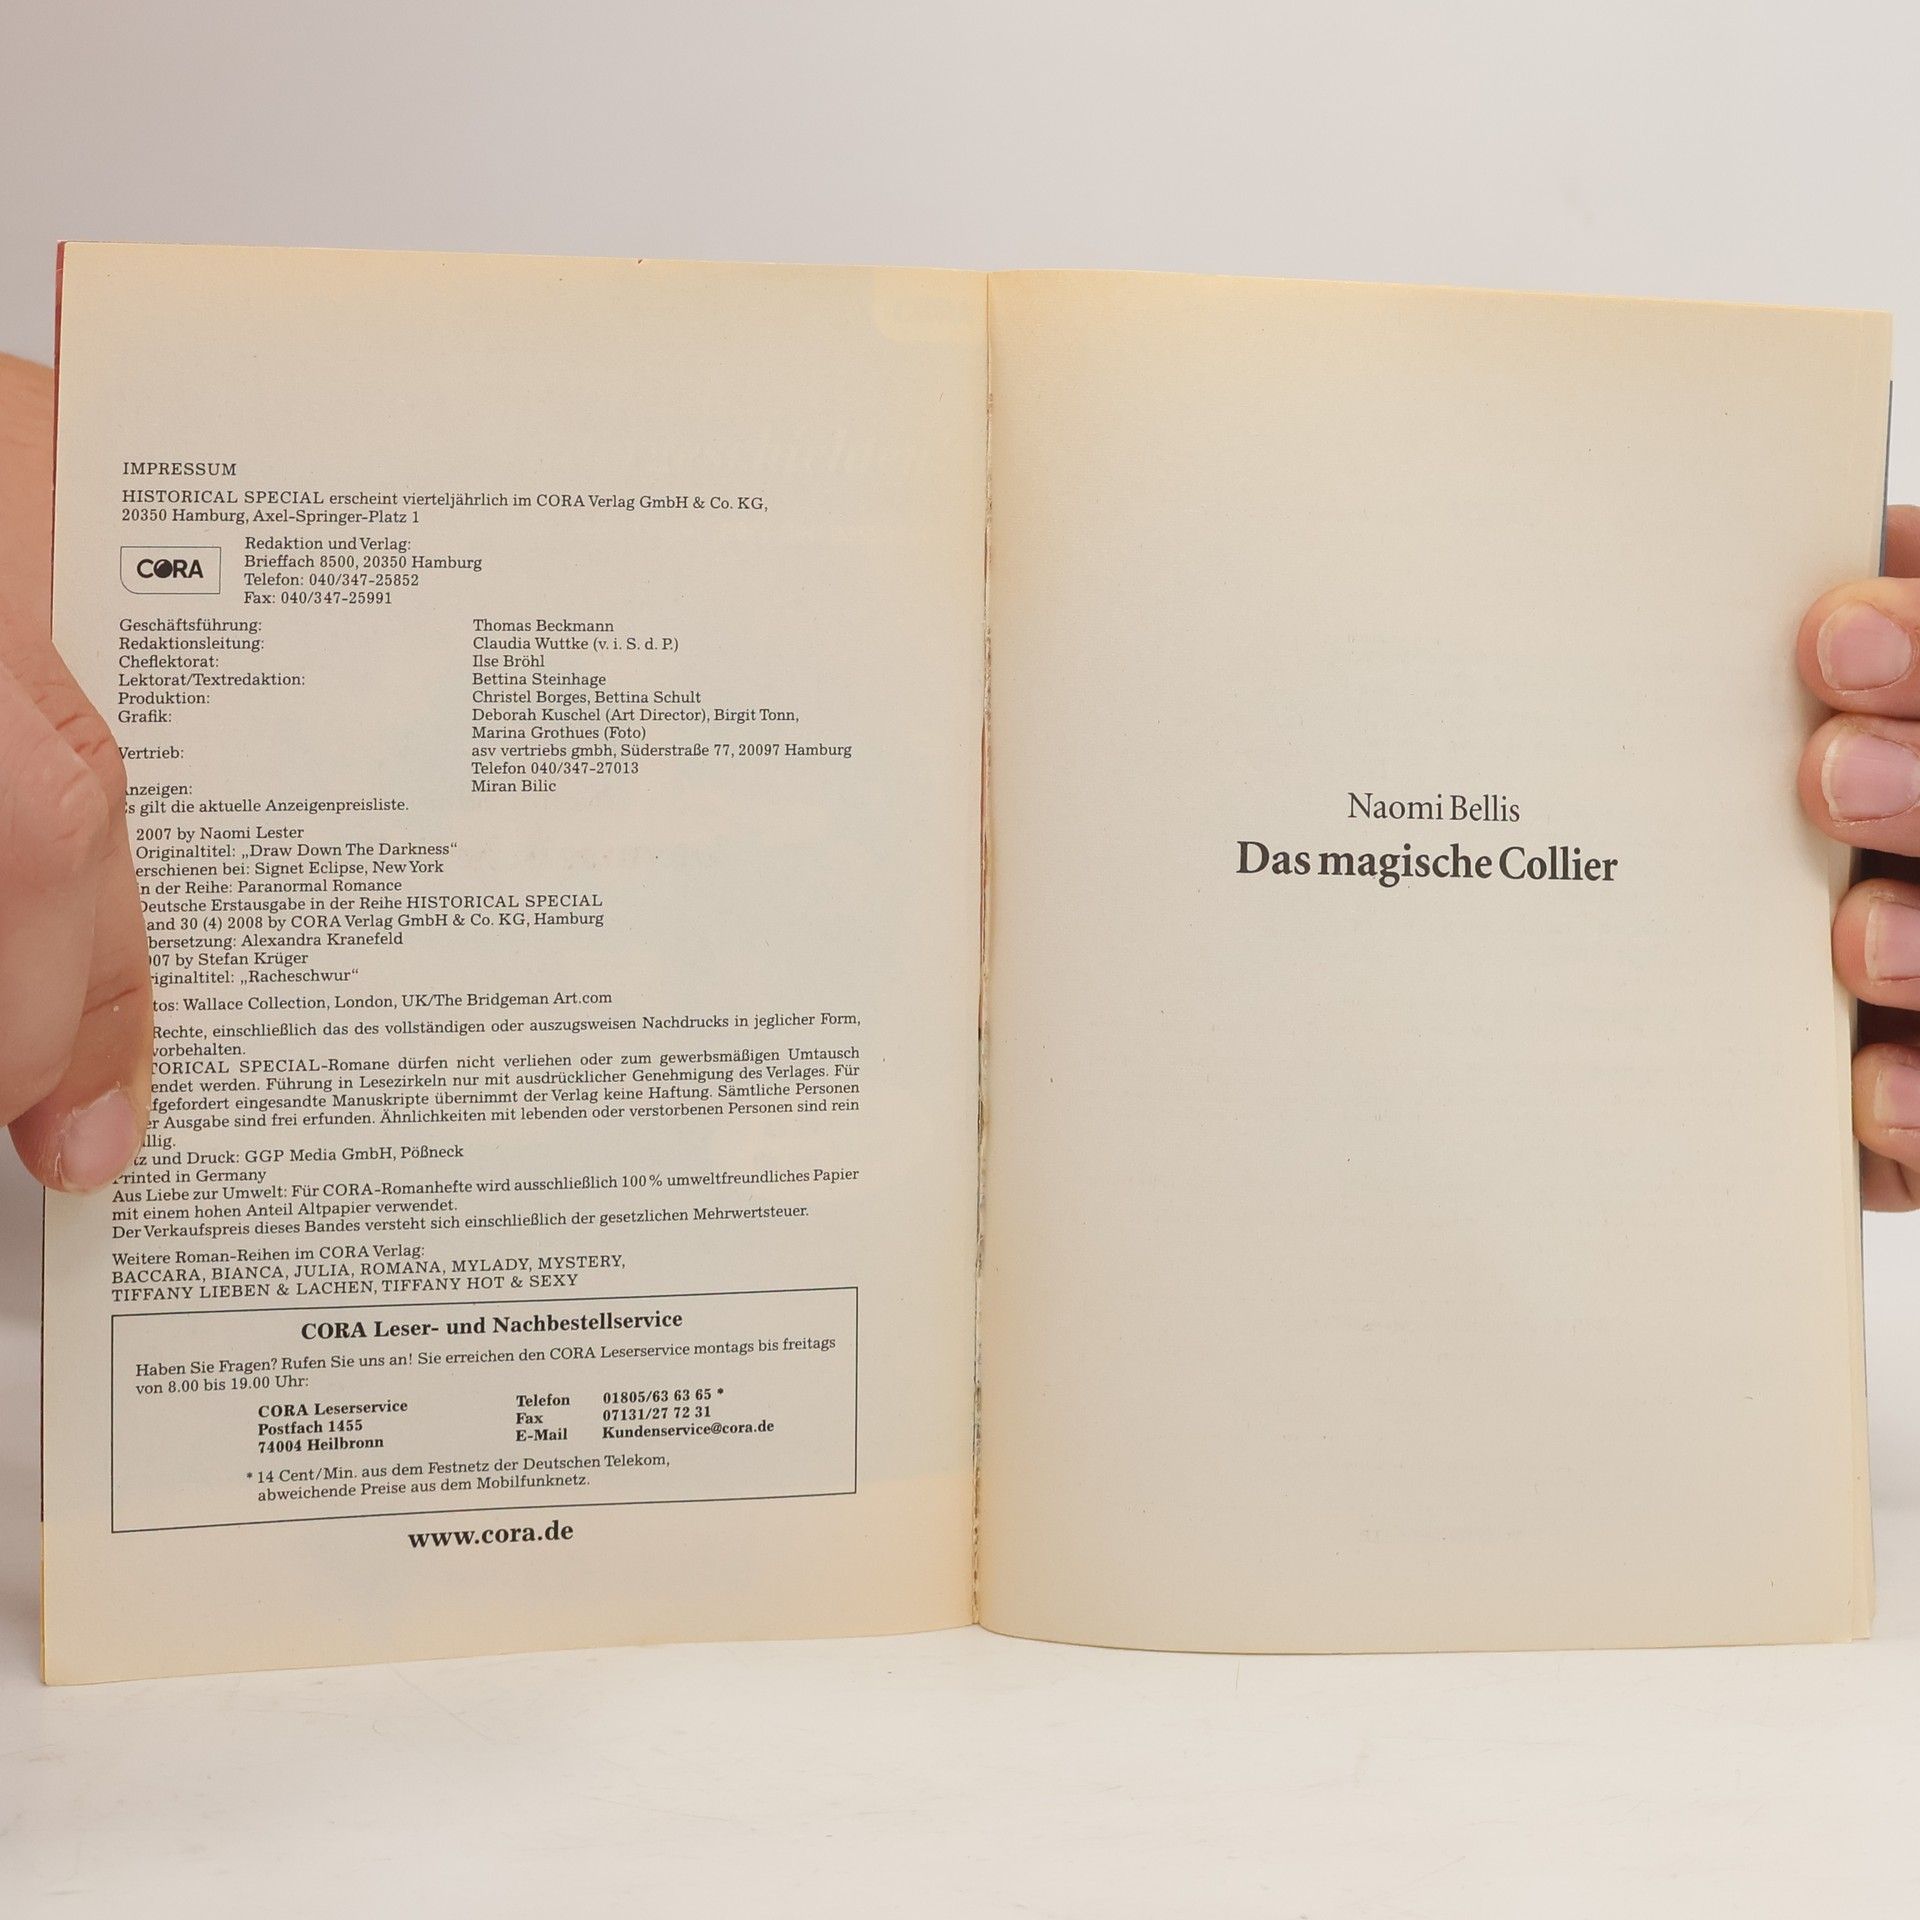 IMPRESSUM
HISTORICAL SPECIAL erscheint vierteljährlich im CORA Verlag GmbH & Co. KG,
20350 Hamburg, Axel-Springer-Platz 1
CORA
Redaktion und Verlag:
Brieffach 8500, 20350 Hamburg
Telefon: 040/347-25852
Fax: 040/347-25991
Geschäftsführung: Thomas Beckmann
Redaktionsleitung: Claudia Wuttke (v. i. S. d. P.)
Cheflektorat: Ilse Bröhl
Lektorat/Textredaktion: Bettina Steinhage
Produktion: Christel Borges, Bettina Schult
Grafik: Deborah Kuschel (Art Director), Birgit Tonn,
Marina Grothues (Foto)
Vertrieb: asv vertriebs gmbh, Süderstraße 77, 20097 Hamburg
Telefon 040/347-27013
nzeigen: Miran Bilic
s gilt die aktuelle Anzeigenpreisliste.
2007 by Naomi Lester
Originaltitel: „Draw Down The Darkness“
erschienen bei: Signet Eclipse, New York
in der Reihe: Paranormal Romance
Deutsche Erstausgabe in der Reihe HISTORICAL SPECIAL
and 30 (4) 2008 by CORA Verlag GmbH & Co. KG, Hamburg
bersetzung: Alexandra Kranefeld
07 by Stefan Krüger
riginaltitel: „Racheschwur“
tos: Wallace Collection, London, UK/The Bridgeman Art.com
Rechte, einschließlich das des vollständigen oder auszugsweisen Nachdrucks in jeglicher Form,
vorbehalten.
TORICAL SPECIAL-Romane dürfen nicht verliehen oder zum gewerbsmäßigen Umtausch
endet werden. Führung in Lesezirkeln nur mit ausdrücklicher Genehmigung des Verlages. Für
fgefordert eingesandte Manuskripte übernimmt der Verlag keine Haftung. Sämtliche Personen
er Ausgabe sind frei erfunden. Ähnlichkeiten mit lebenden oder verstorbenen Personen sind rein
llig.
tz und Druck: GGP Media GmbH, Pößneck
Printed in Germany
Aus Liebe zur Umwelt: Für CORA-Romanhefte wird ausschließlich 100 % umweltfreundliches Papier
mit einem hohen Anteil Altpapier verwendet.
Der Verkaufspreis dieses Bandes versteht sich einschließlich der gesetzlichen Mehrwertsteuer.
Weitere Roman-Reihen im CORA Verlag:
BACCARA, BIANCA, JULIA, ROMANA, MYLADY, MYSTERY,
TIFFANY LIEBEN & LACHEN, TIFFANY HOT & SEXY
CORA Leser- und Nachbestellservice
Haben Sie Fragen? Rufen Sie uns an! Sie erreichen den CORA Leserservice montags bis freitags
von 8.00 bis 19.00 Uhr:
CORA Leserservice Telefon 01805/63 63 65 *
Postfach 1455 Fax 07131/27 72 31
74004 Heilbronn E-Mail Kundenservice@cora.de
* 14 Cent/Min. aus dem Festnetz der Deutschen Telekom,
abweichende Preise aus dem Mobilfunknetz.
www.cora.de
Naomi Bellis
Das magische Collier